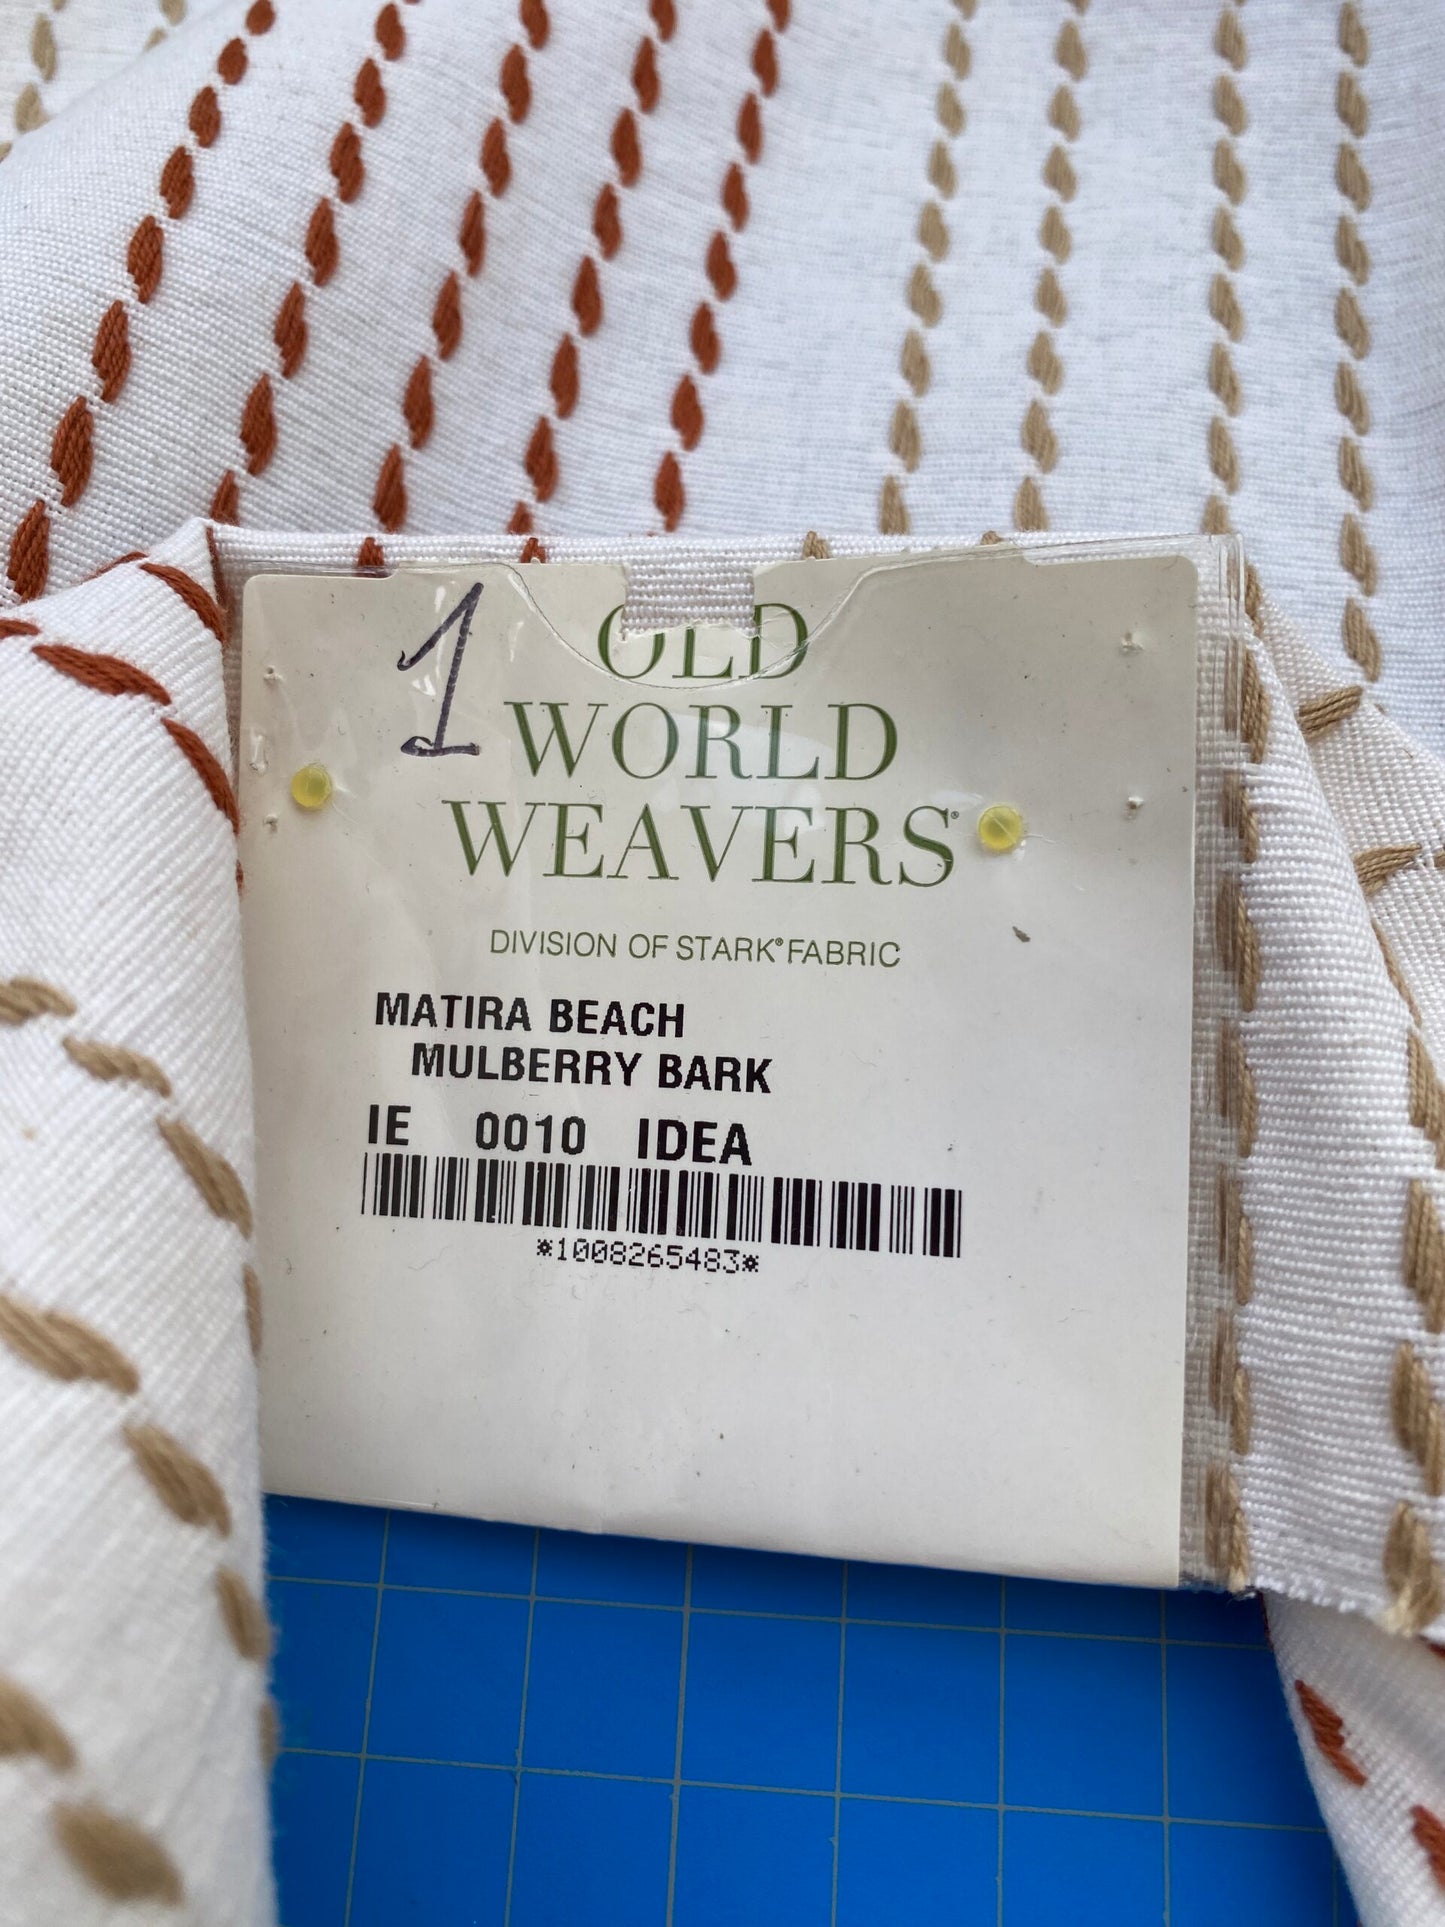 1
OLD
WORLD
WEAVERS®
DIVISION OF STARK® FABRIC
MATIRA BEACH
MULBERRY BARK
IE 0010 IDEA
*1008265483*